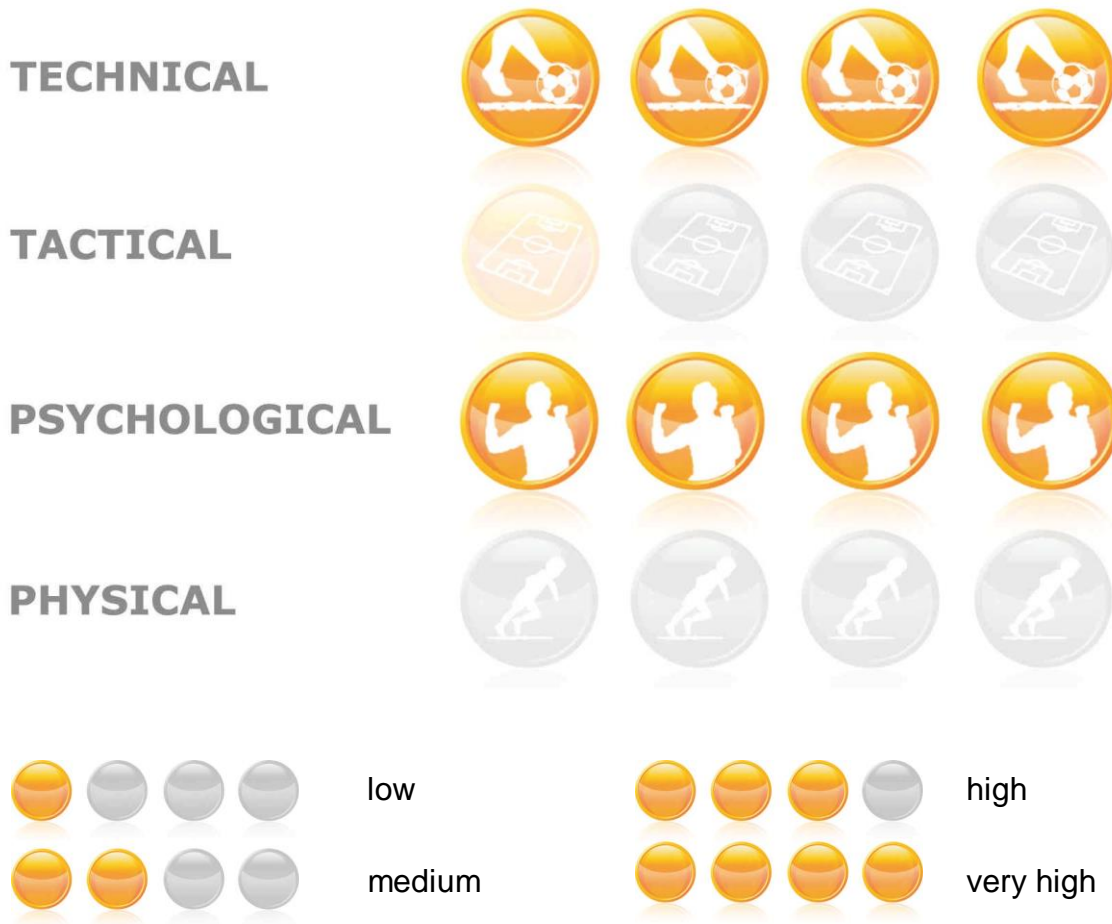 TECHNICAL
TACTICAL
PSYCHOLOGICAL
PHYSICAL
low
high
medium
very high